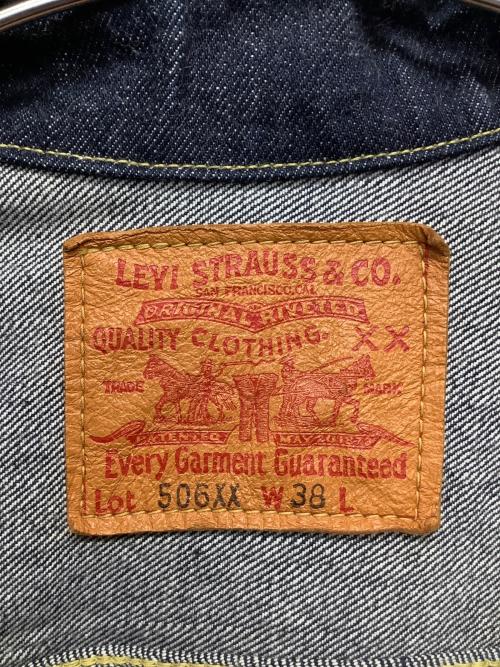 LEVI STRAUSS & CO.
SAN FRANCISCO, CAL.
ORIGINAL RIVETED
QUALITY CLOTHING. XX
TRADE MARK
PATENTED MAY 20 1873
Every Garment Guaranteed
Lot 506XX W 38 L